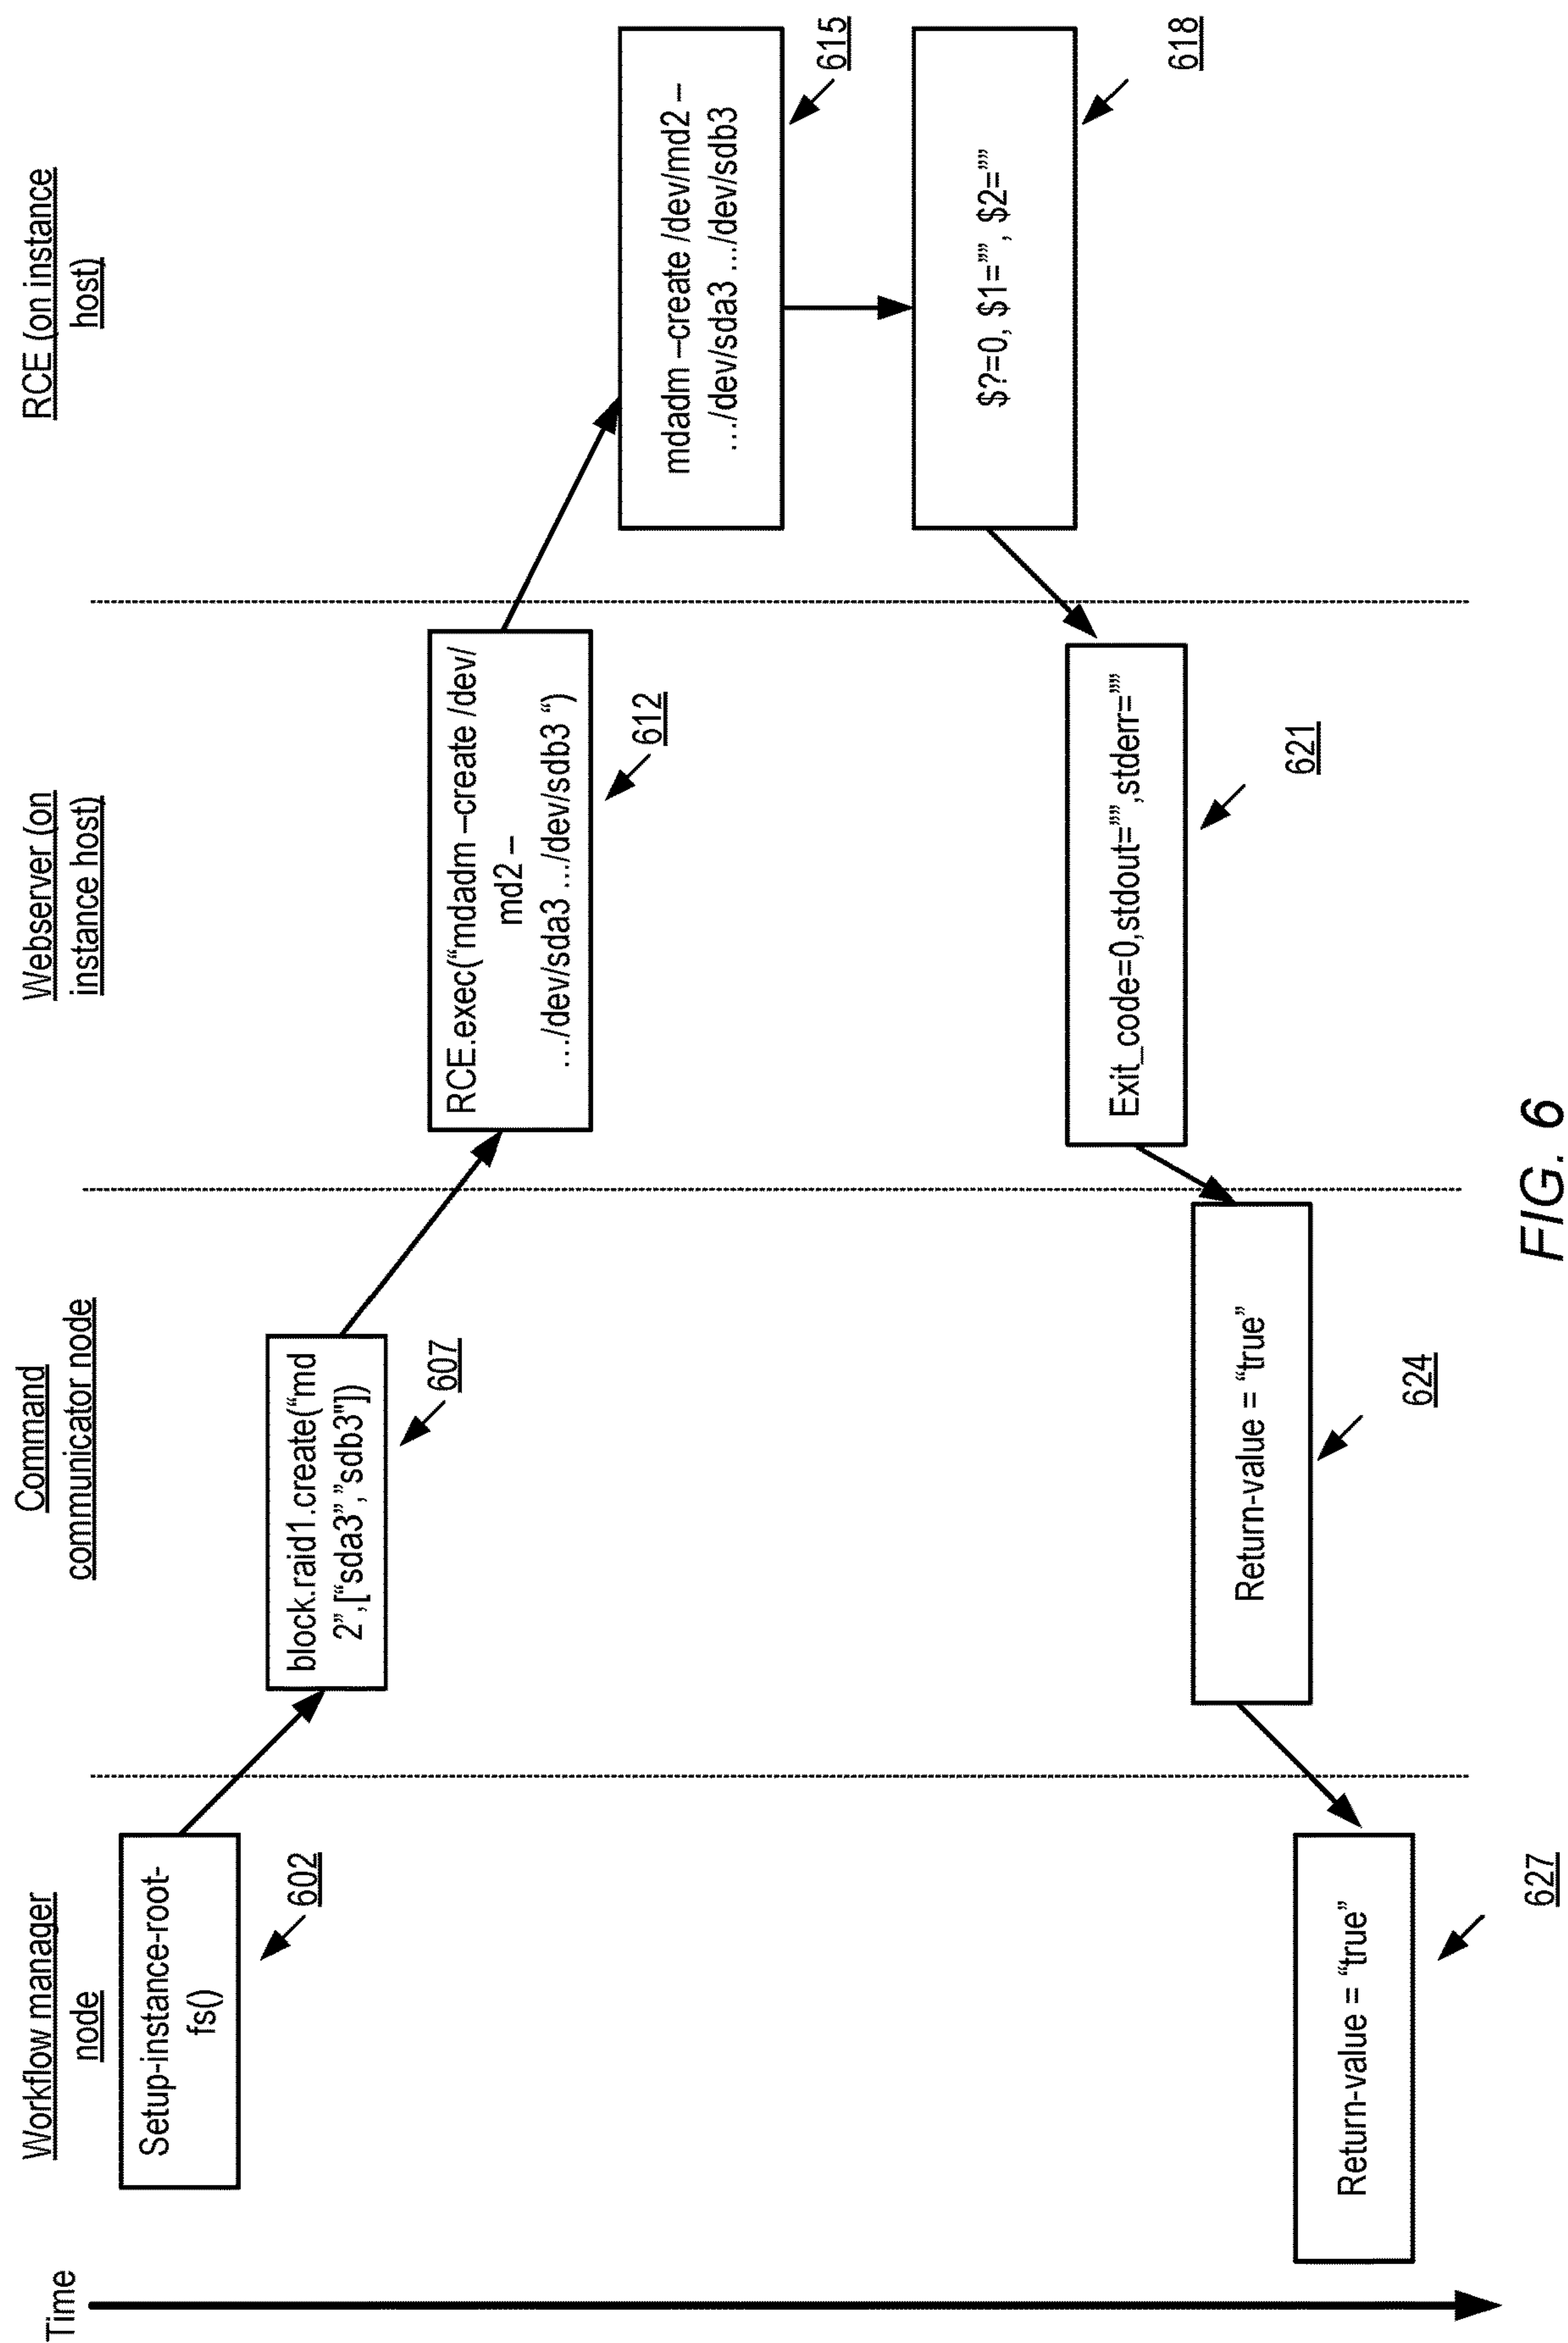 Time
Workflow manager
node
Command
communicator node
Webserver (on
instance host)
RCE (on instance
host)
Setup-instance-root-
fs()
602
block.raid1.create(“md
2”,[“sda3”,”sdb3"])
607
RCE.exec(“mdadm –create /dev/
md2 –
…/dev/sda3 …/dev/sdb3 “)
612
mdadm –create /dev/md2 –
…/dev/sda3 …/dev/sdb3
615
$?=0, $1=””, $2=””
618
Exit_code=0,stdout=””,stderr=””
621
Return-value = “true”
624
Return-value = “true”
627
FIG. 6